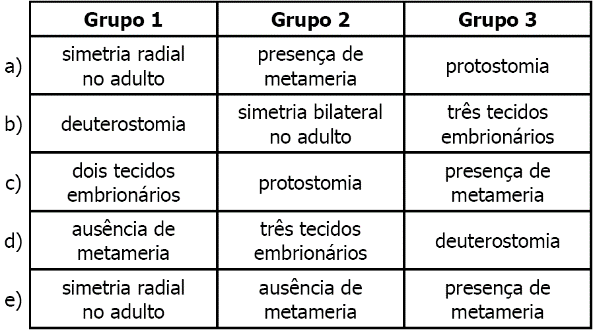 Grupo 1 Grupo 2 Grupo 3
a) simetria radial no adulto presença de metameria protostomia
b) deuterostomia simetria bilateral no adulto três tecidos embrionários
c) dois tecidos embrionários protostomia presença de metameria
d) ausência de metameria três tecidos embrionários deuterostomia
e) simetria radial no adulto ausência de metameria presença de metameria